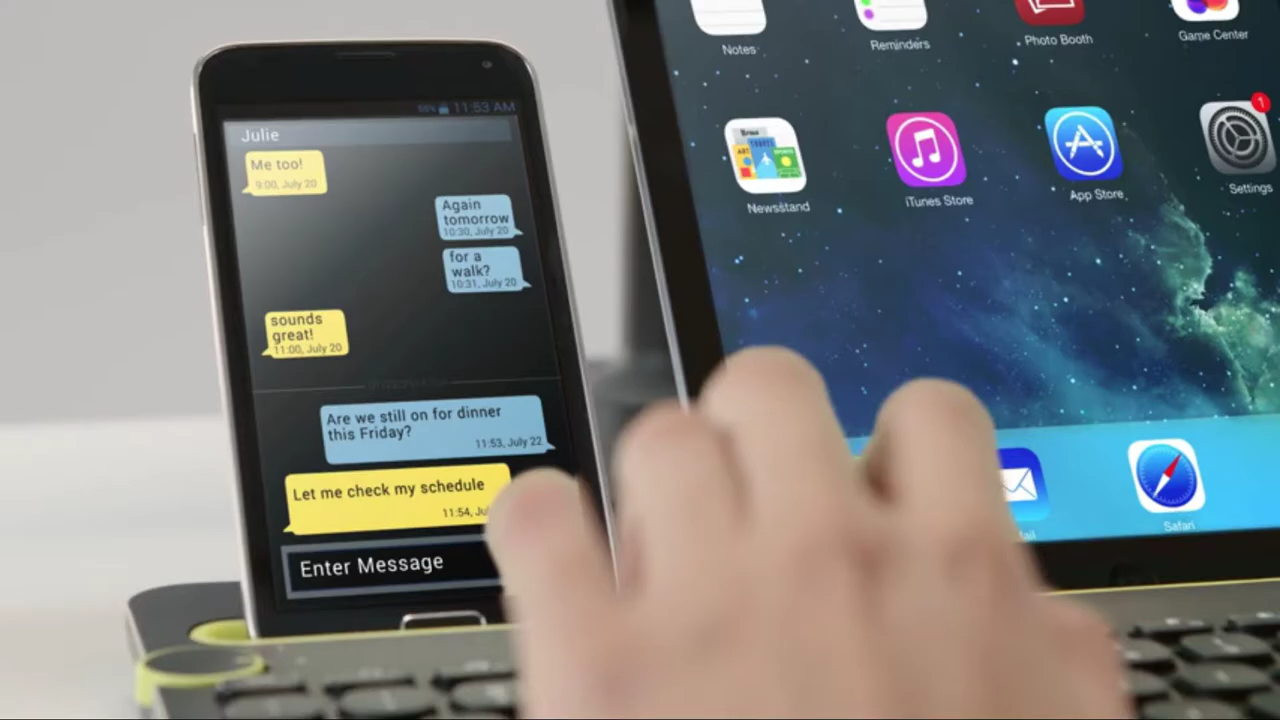 55% 11:53 AM
Julie
Me too!
9:00, July 20
Again
tomorrow
10:30, July 20
for a
walk?
10:31, July 20
sounds
great!
11:00, July 20
Are we still on for dinner
this Friday?
11:53, July 22
Let me check my schedule
11:54,
Enter Message
Notes
Reminders
Photo Booth
Game Center
1
Newsstand
iTunes Store
App Store
Settings
Safari